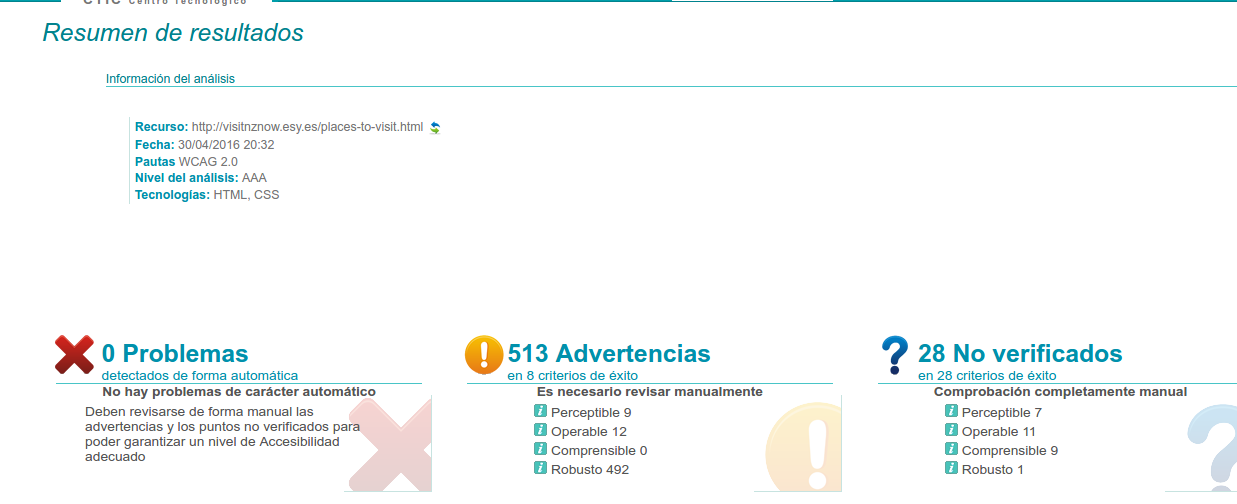 CTIC Centro Tecnológico
Resumen de resultados
Información del análisis
Recurso: http://visitnznow.esy.es/places-to-visit.html
Fecha: 30/04/2016 20:32
Pautas WCAG 2.0
Nivel del análisis: AAA
Tecnologías: HTML, CSS
0 Problemas
detectados de forma automática
No hay problemas de carácter automático
Deben revisarse de forma manual las
advertencias y los puntos no verificados para
poder garantizar un nivel de Accesibilidad
adecuado
513 Advertencias
en 8 criterios de éxito
Es necesario revisar manualmente
Perceptible 9
Operable 12
Comprensible 0
Robusto 492
28 No verificados
en 28 criterios de éxito
Comprobación completamente manual
Perceptible 7
Operable 11
Comprensible 9
Robusto 1